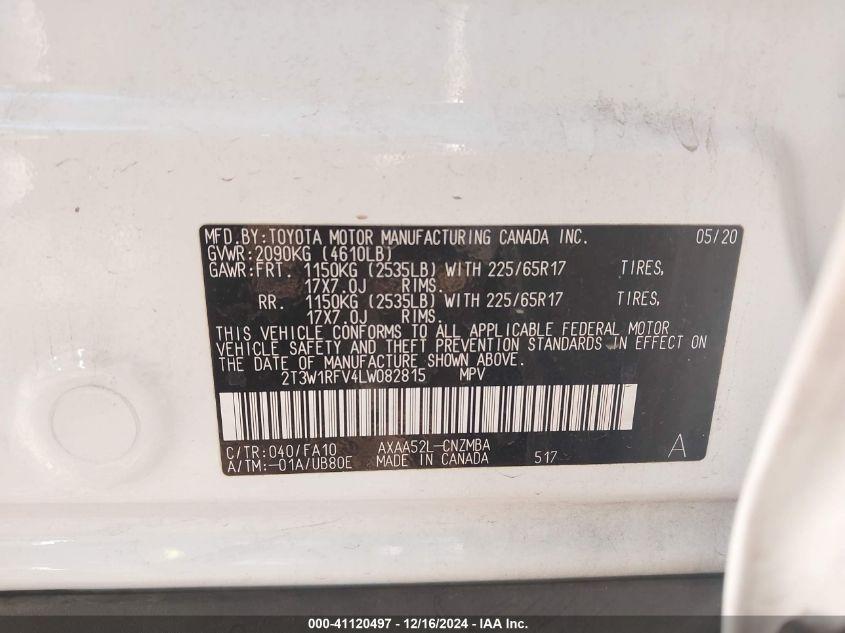 MFD.BY:TOYOTA MOTOR MANUFACTURING CANADA INC. 05/20
GVWR:2090KG (4610LB)
GAWR:FRT. 1150KG (2535LB) WITH 225/65R17 TIRES,
17X7.0J RIMS.
RR. 1150KG (2535LB) WITH 225/65R17 TIRES,
17X7.0J RIMS.
THIS VEHICLE CONFORMS TO ALL APPLICABLE FEDERAL MOTOR
VEHICLE SAFETY AND THEFT PREVENTION STANDARDS IN EFFECT ON
THE DATE OF MANUFACTURE SHOWN ABOVE.
2T3W1RFV4LW082815 MPV
C/TR:040/FA10 AXAA52L-CNZMBA
A/TM:-01A/UB80E MADE IN CANADA 517 A
000-41120497 - 12/16/2024 - IAA Inc.